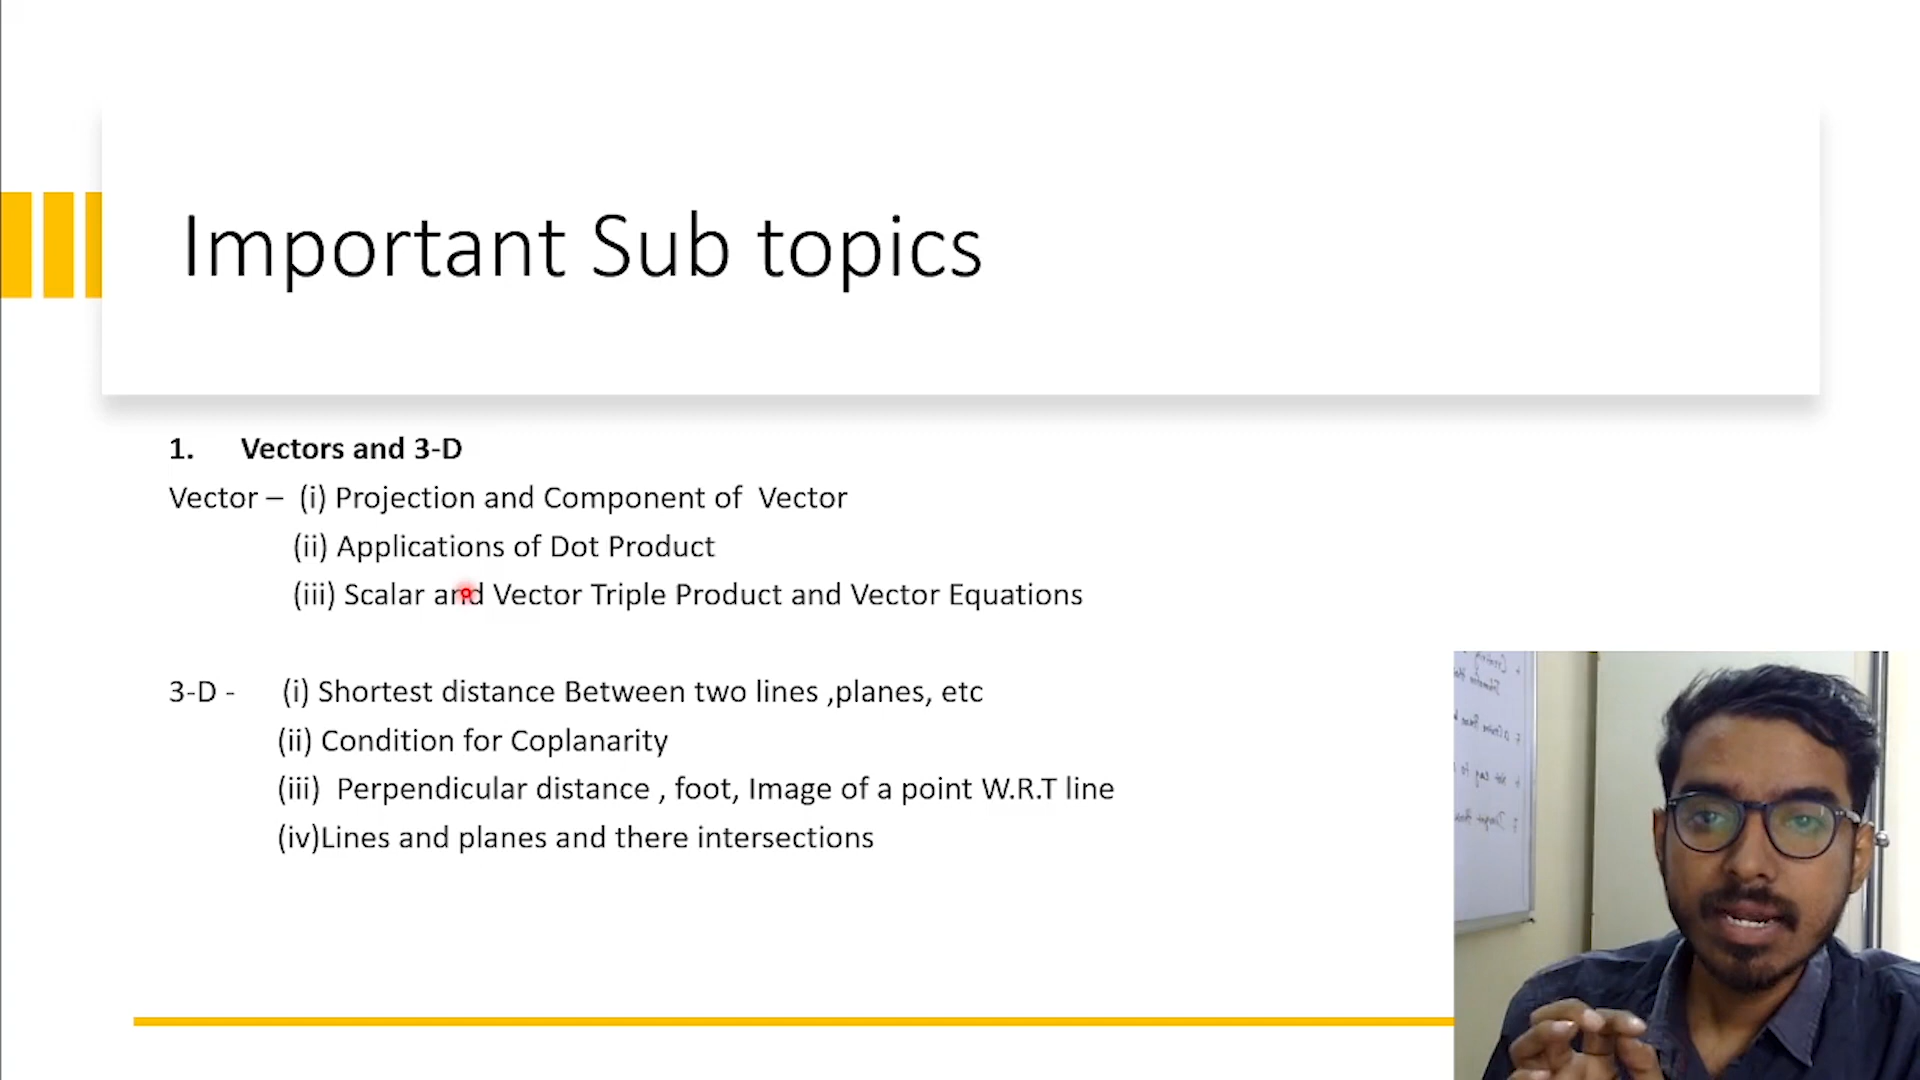 Important Sub topics
1. Vectors and 3-D
Vector – (i) Projection and Component of Vector
(ii) Applications of Dot Product
(iii) Scalar and Vector Triple Product and Vector Equations
3-D - (i) Shortest distance Between two lines ,planes, etc
(ii) Condition for Coplanarity
(iii) Perpendicular distance , foot, Image of a point W.R.T line
(iv)Lines and planes and there intersections